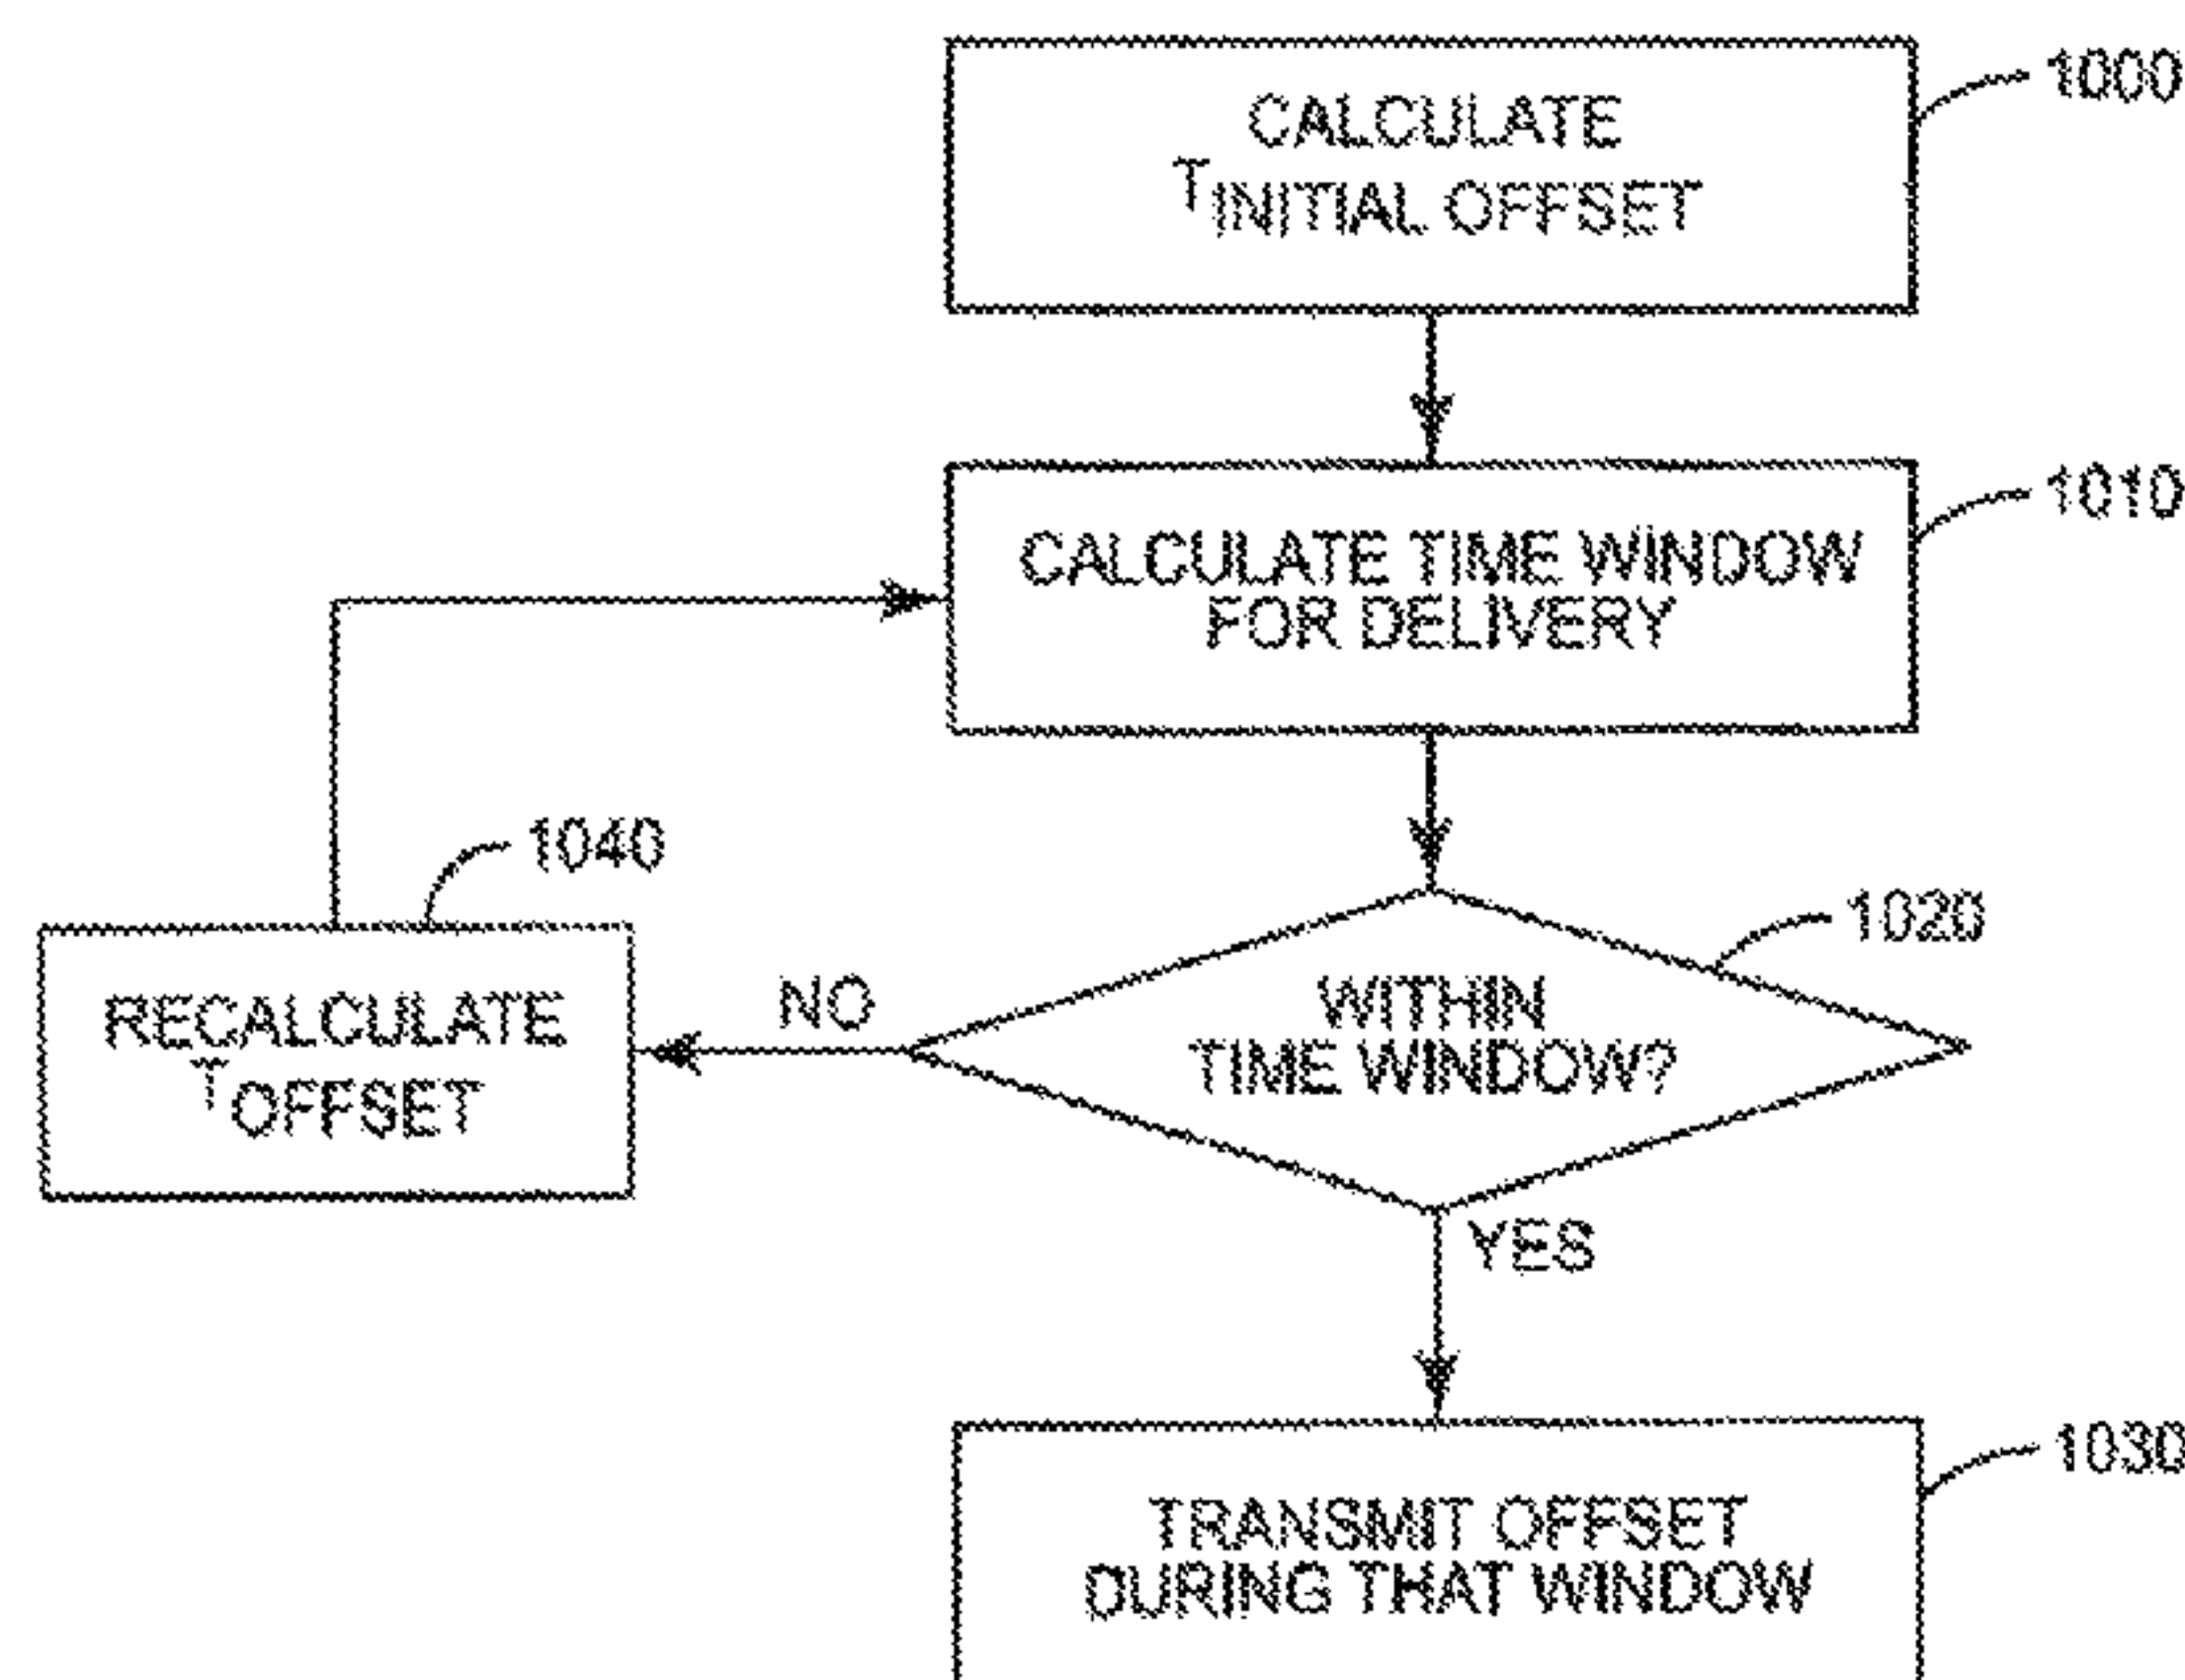 CALCULATE
TINITIAL OFFSET
1000
CALCULATE TIME WINDOW
FOR DELIVERY
1010
WITHIN
TIME WINDOW?
1020
NO
RECALCULATE
TOFFSET
1040
YES
TRANSMIT OFFSET
DURING THAT WINDOW
1030